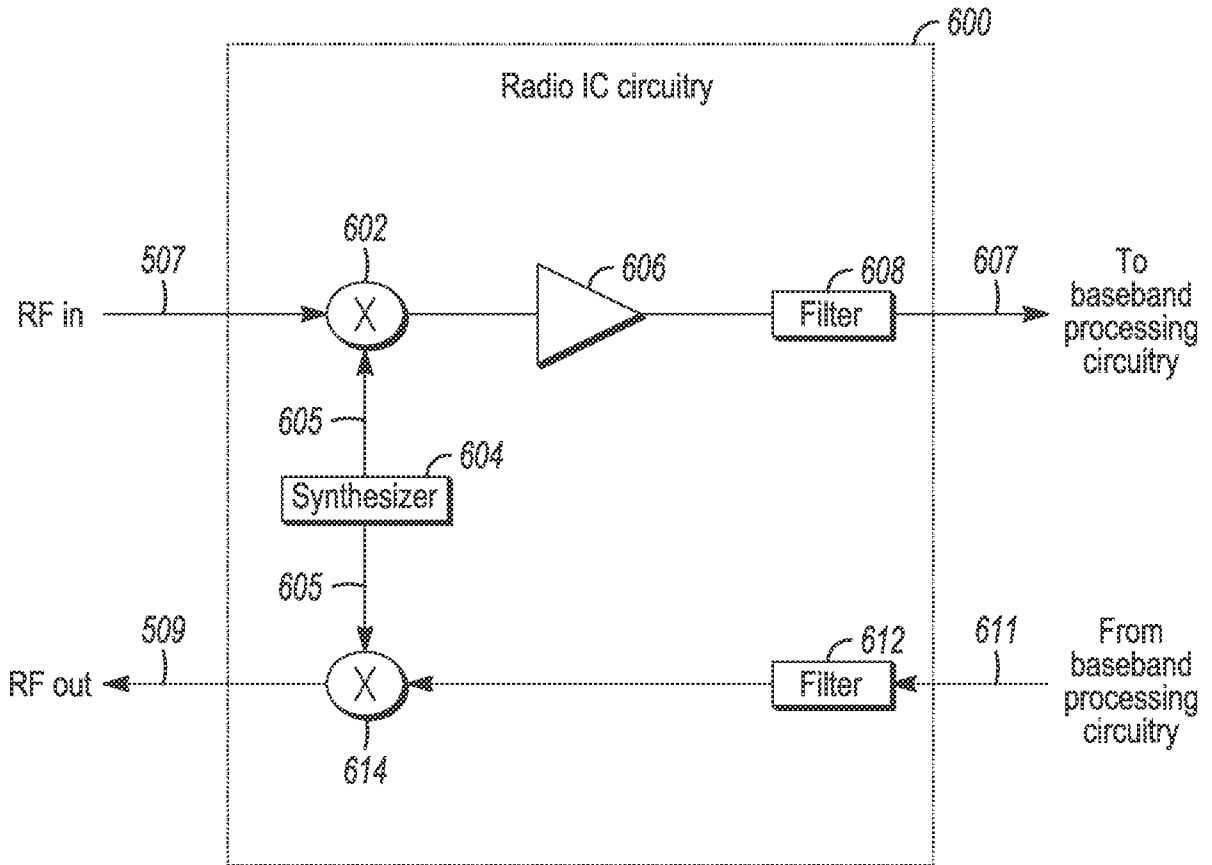 600
Radio IC circuitry
602
507
606
608
607
RF in
X
Filter
To
baseband
processing
circuitry
605
604
Synthesizer
605
509
612
611
RF out
X
Filter
From
baseband
processing
circuitry
614